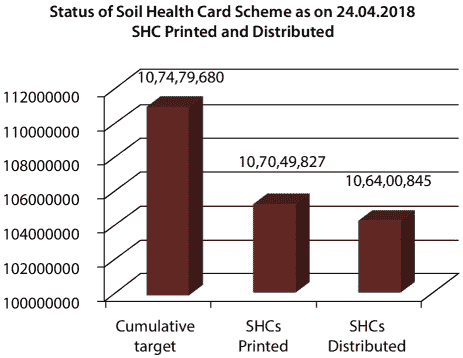 Status of Soil Health Card Scheme as on 24.04.2018
SHC Printed and Distributed
10,74,79,680
10,70,49,827
10,64,00,845
112000000
110000000
108000000
106000000
104000000
102000000
100000000
Cumulative
target
SHCs
Printed
SHCs
Distributed